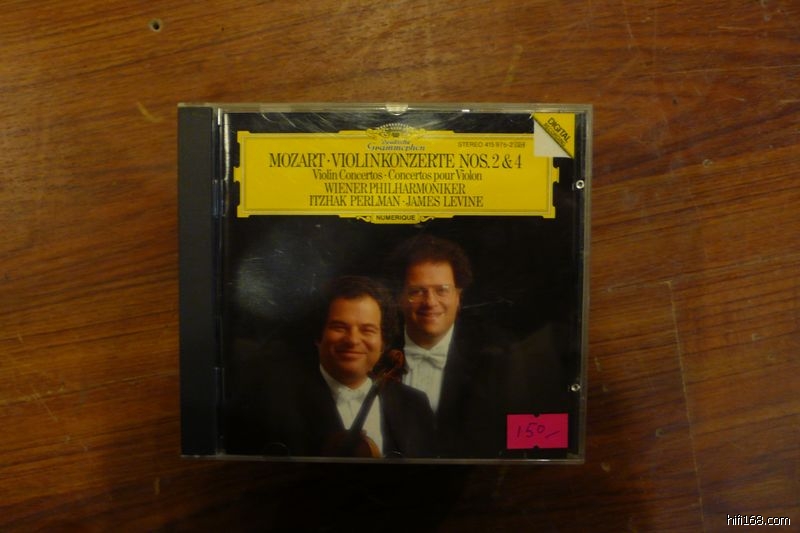 Deutsche
Grammophon
STEREO 415 975-2
DIGITAL
RECORDING
MOZART · VIOLINKONZERTE NOS. 2 & 4
Violin Concertos · Concertos pour Violon
WIENER PHILHARMONIKER
ITZHAK PERLMAN · JAMES LEVINE
NUMERIQUE
150,-
hifi168.com